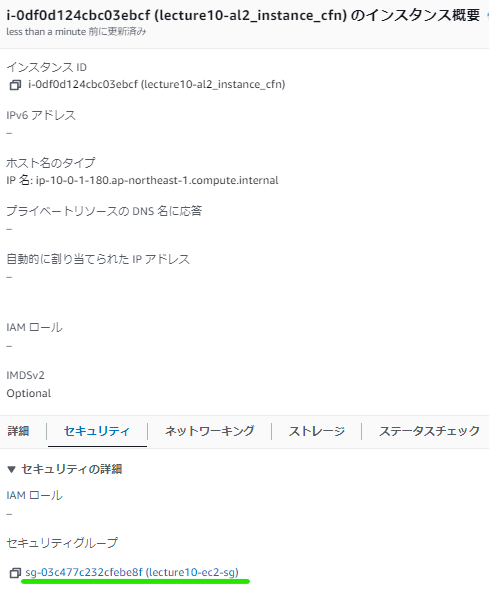 i-0df0d124cbc03ebcf (lecture10-al2_instance_cfn) のインスタンス概要
less than a minute 前に更新済み
インスタンス ID
i-0df0d124cbc03ebcf (lecture10-al2_instance_cfn)
IPv6 アドレス
–
ホスト名のタイプ
IP 名: ip-10-0-1-180.ap-northeast-1.compute.internal
プライベートリソースの DNS 名に応答
–
自動的に割り当てられた IP アドレス
–
IAM ロール
–
IMDSv2
Optional
詳細 セキュリティ ネットワーキング ストレージ ステータスチェック
▼ セキュリティの詳細
IAM ロール
–
セキュリティグループ
sg-03c477c232cfebe8f (lecture10-ec2-sg)